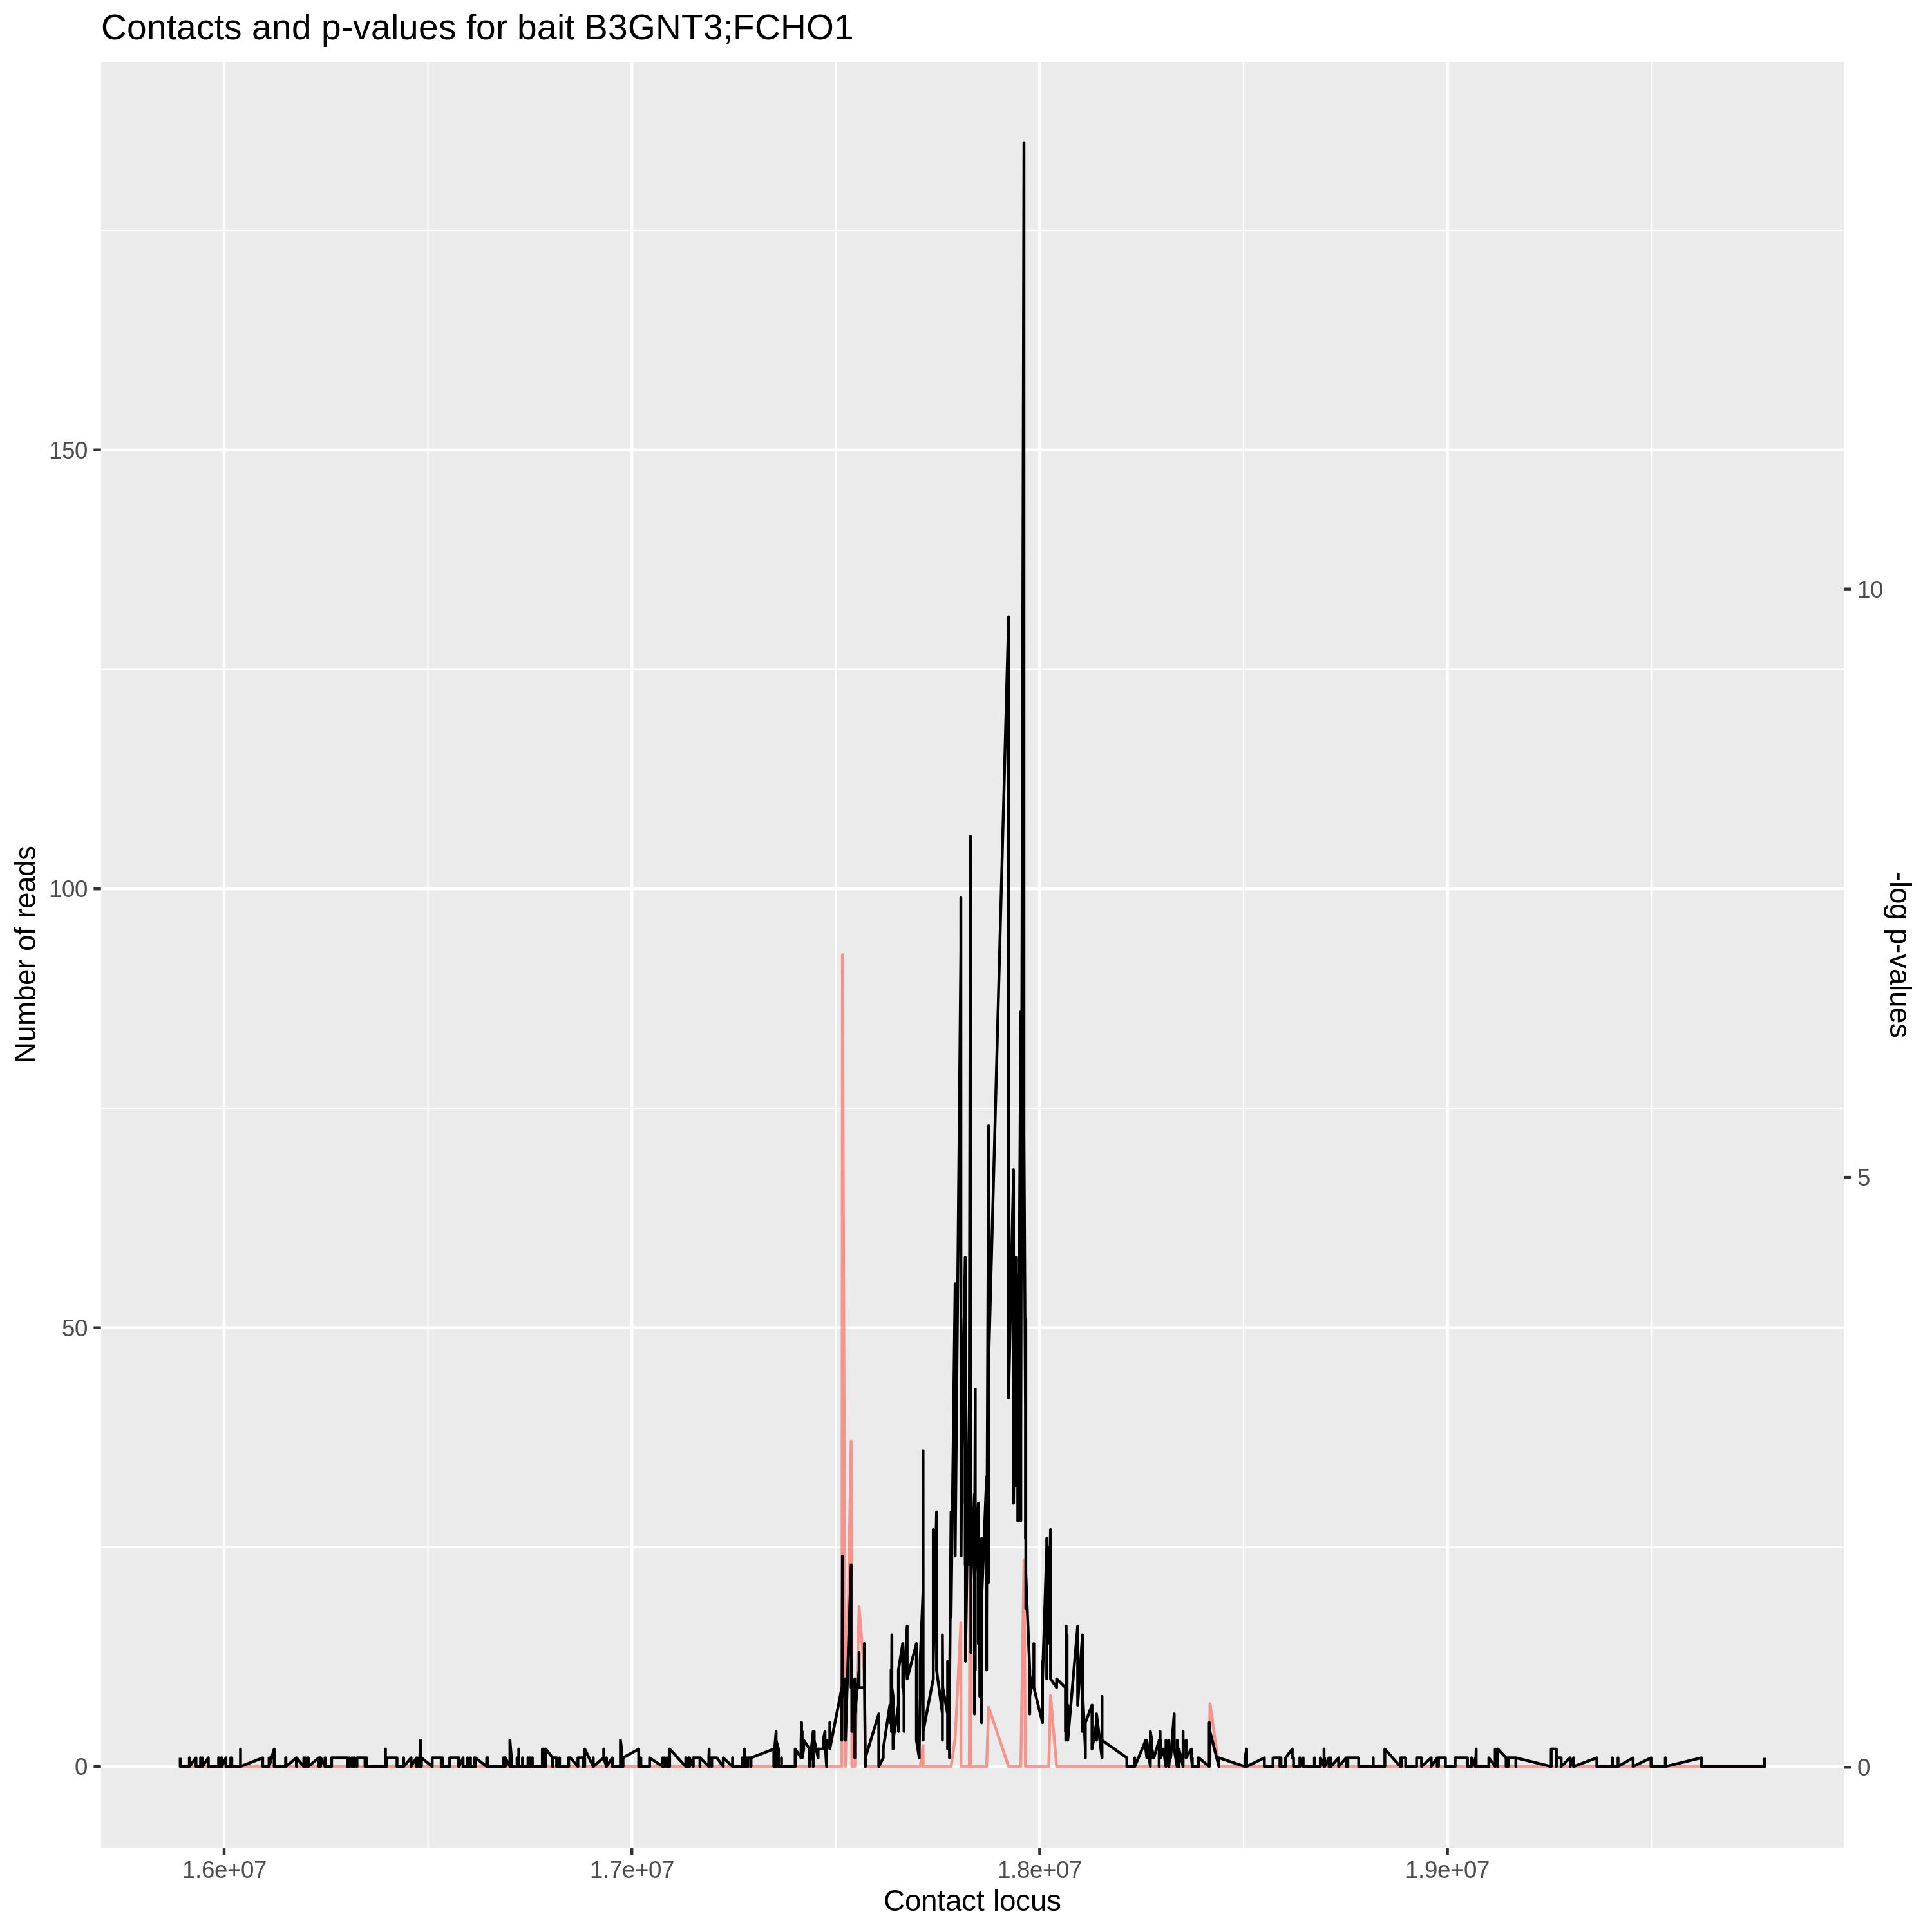 Contacts and p-values for bait B3GNT3;FCHO1
Number of reads
150
100
50
0
10
5
0
-log p-values
1.6e+07 1.7e+07 1.8e+07 1.9e+07
Contact locus